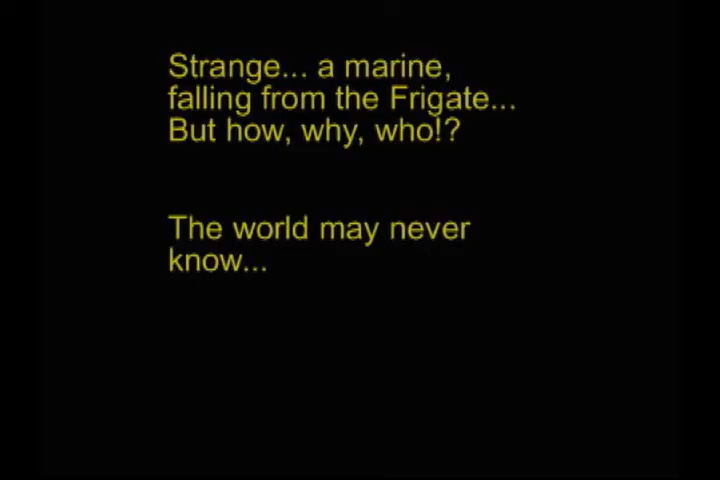 Strange... a marine,
falling from the Frigate...
But how, why, who!?
The world may never
know...